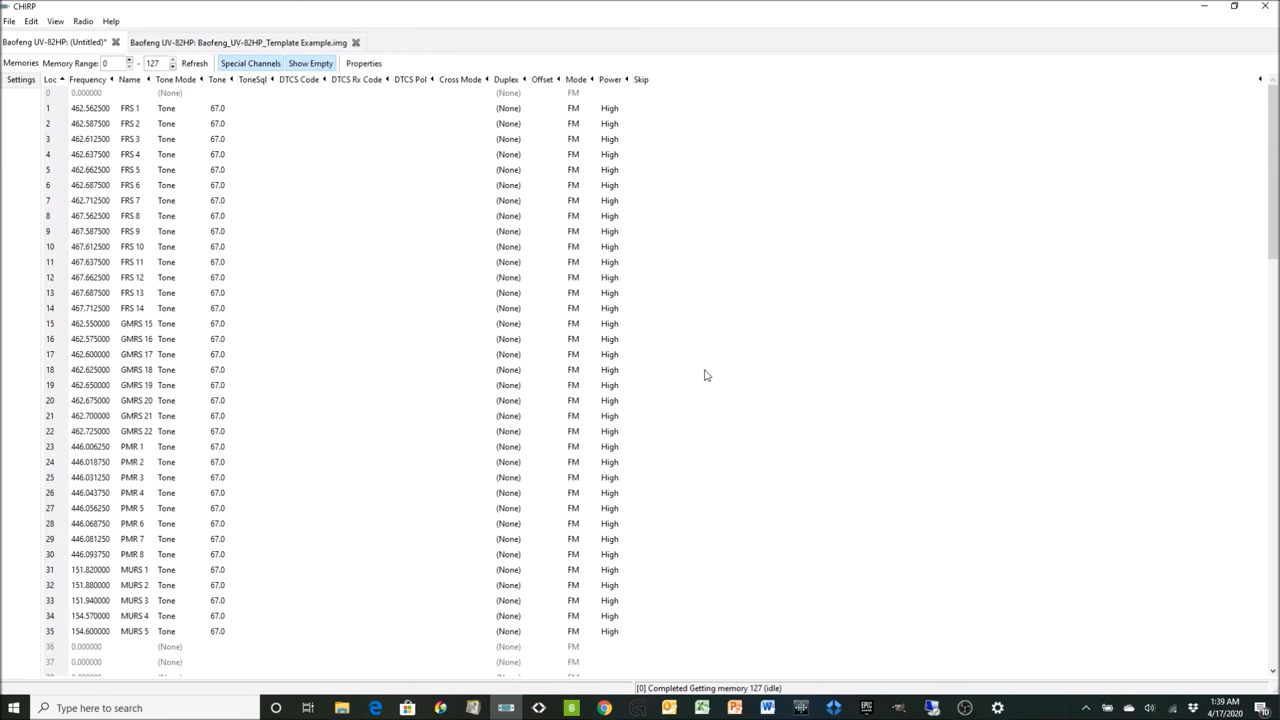 CHIRP
File Edit View Radio Help
Baofeng UV-82HP: (Untitled)* Baofeng UV-82HP: Baofeng_UV-82HP_Template Example.img
Memories Memory Range: 0 - 127 Refresh Special Channels Show Empty Properties
Settings Loc Frequency Name Tone Mode Tone ToneSql DTCS Code DTCS Rx Code DTCS Pol Cross Mode Duplex Offset Mode Power Skip
0 0.000000 (None) (None) FM
1 462.562500 FRS 1 Tone 67.0 (None) FM High
2 462.587500 FRS 2 Tone 67.0 (None) FM High
3 462.612500 FRS 3 Tone 67.0 (None) FM High
4 462.637500 FRS 4 Tone 67.0 (None) FM High
5 462.662500 FRS 5 Tone 67.0 (None) FM High
6 462.687500 FRS 6 Tone 67.0 (None) FM High
7 462.712500 FRS 7 Tone 67.0 (None) FM High
8 467.562500 FRS 8 Tone 67.0 (None) FM High
9 467.587500 FRS 9 Tone 67.0 (None) FM High
10 467.612500 FRS 10 Tone 67.0 (None) FM High
11 467.637500 FRS 11 Tone 67.0 (None) FM High
12 467.662500 FRS 12 Tone 67.0 (None) FM High
13 467.687500 FRS 13 Tone 67.0 (None) FM High
14 467.712500 FRS 14 Tone 67.0 (None) FM High
15 462.550000 GMRS 15 Tone 67.0 (None) FM High
16 462.575000 GMRS 16 Tone 67.0 (None) FM High
17 462.600000 GMRS 17 Tone 67.0 (None) FM High
18 462.625000 GMRS 18 Tone 67.0 (None) FM High
19 462.650000 GMRS 19 Tone 67.0 (None) FM High
20 462.675000 GMRS 20 Tone 67.0 (None) FM High
21 462.700000 GMRS 21 Tone 67.0 (None) FM High
22 462.725000 GMRS 22 Tone 67.0 (None) FM High
23 446.006250 PMR 1 Tone 67.0 (None) FM High
24 446.018750 PMR 2 Tone 67.0 (None) FM High
25 446.031250 PMR 3 Tone 67.0 (None) FM High
26 446.043750 PMR 4 Tone 67.0 (None) FM High
27 446.056250 PMR 5 Tone 67.0 (None) FM High
28 446.068750 PMR 6 Tone 67.0 (None) FM High
29 446.081250 PMR 7 Tone 67.0 (None) FM High
30 446.093750 PMR 8 Tone 67.0 (None) FM High
31 151.820000 MURS 1 Tone 67.0 (None) FM High
32 151.880000 MURS 2 Tone 67.0 (None) FM High
33 151.940000 MURS 3 Tone 67.0 (None) FM High
34 154.570000 MURS 4 Tone 67.0 (None) FM High
35 154.600000 MURS 5 Tone 67.0 (None) FM High
36 0.000000 (None) (None) FM
37 0.000000 (None) (None) FM
[0] Completed Getting memory 127 (idle)
Type here to search
1:39 AM
4/17/2020